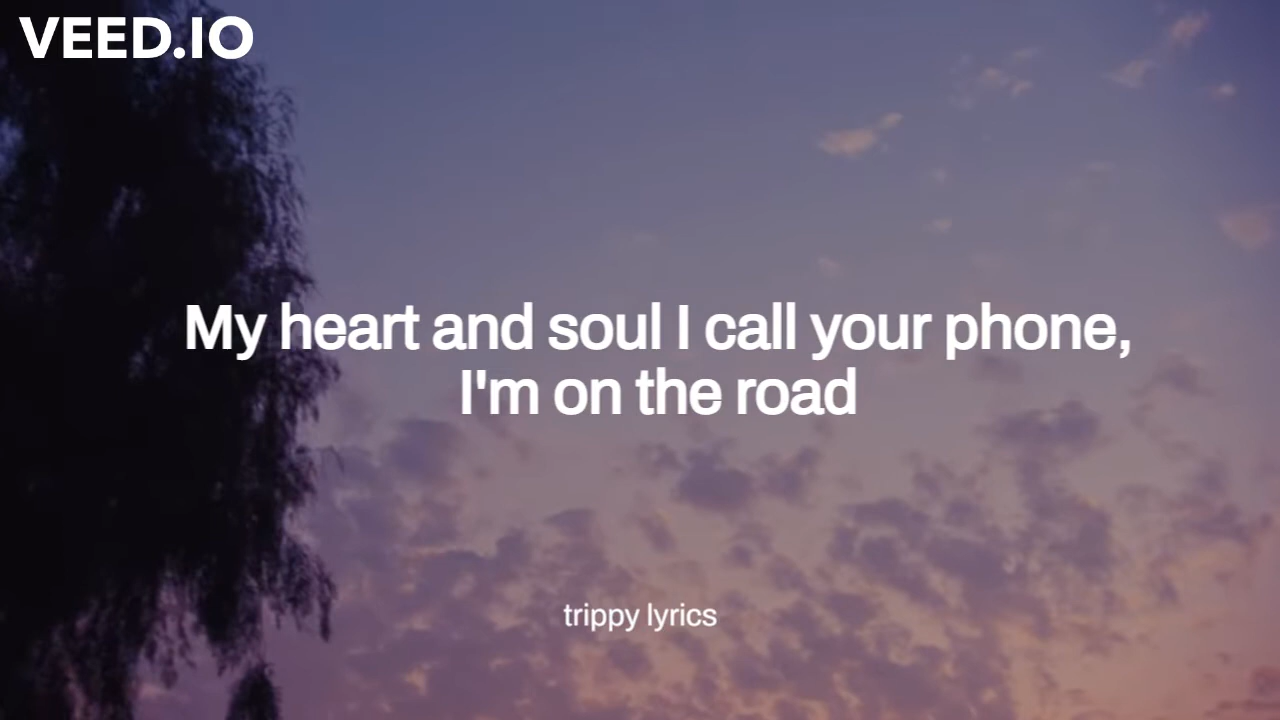 VEED.IO
My heart and soul I call your phone,
I'm on the road
trippy lyrics